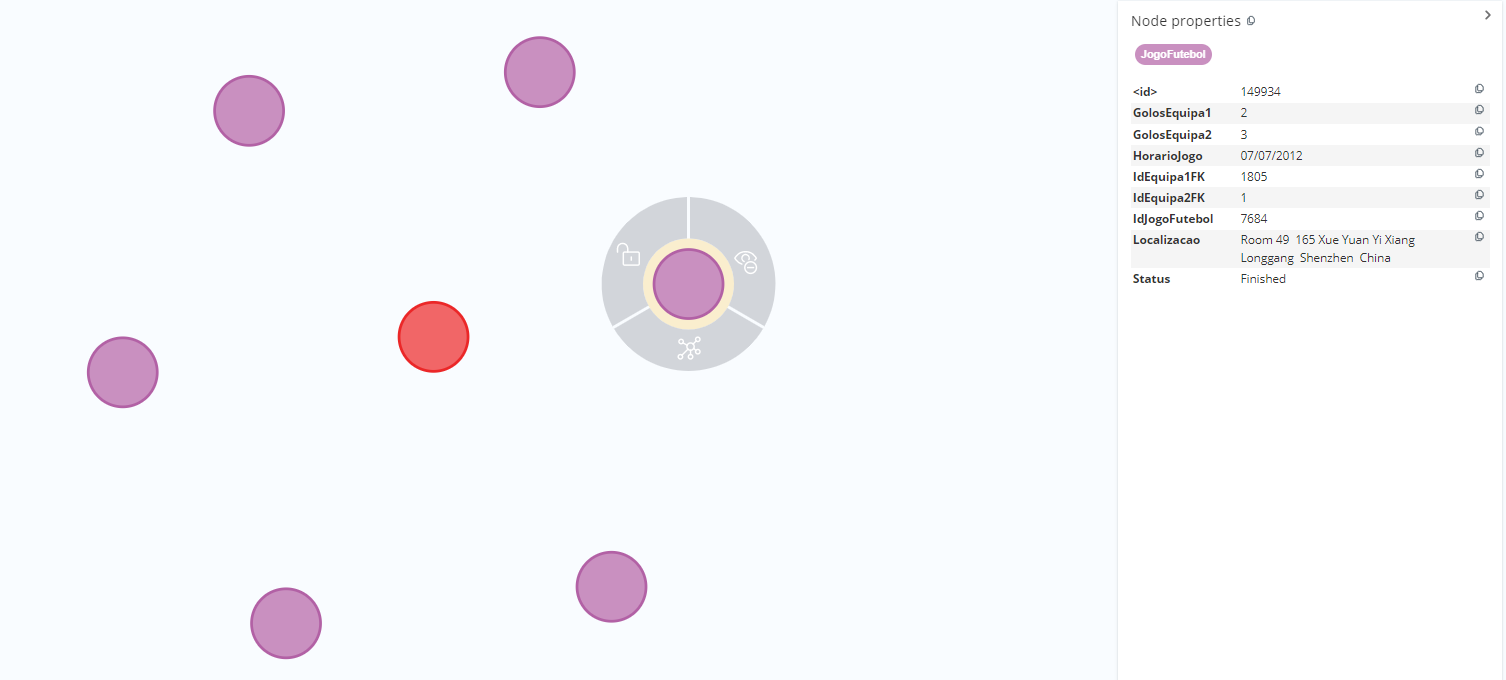 Node properties
JogoFutebol
<id> 149934
GolosEquipa1 2
GolosEquipa2 3
HorarioJogo 07/07/2012
IdEquipa1FK 1805
IdEquipa2FK 1
IdJogoFutebol 7684
Localizacao Room 49 165 Xue Yuan Yi Xiang
Longgang Shenzhen China
Status Finished